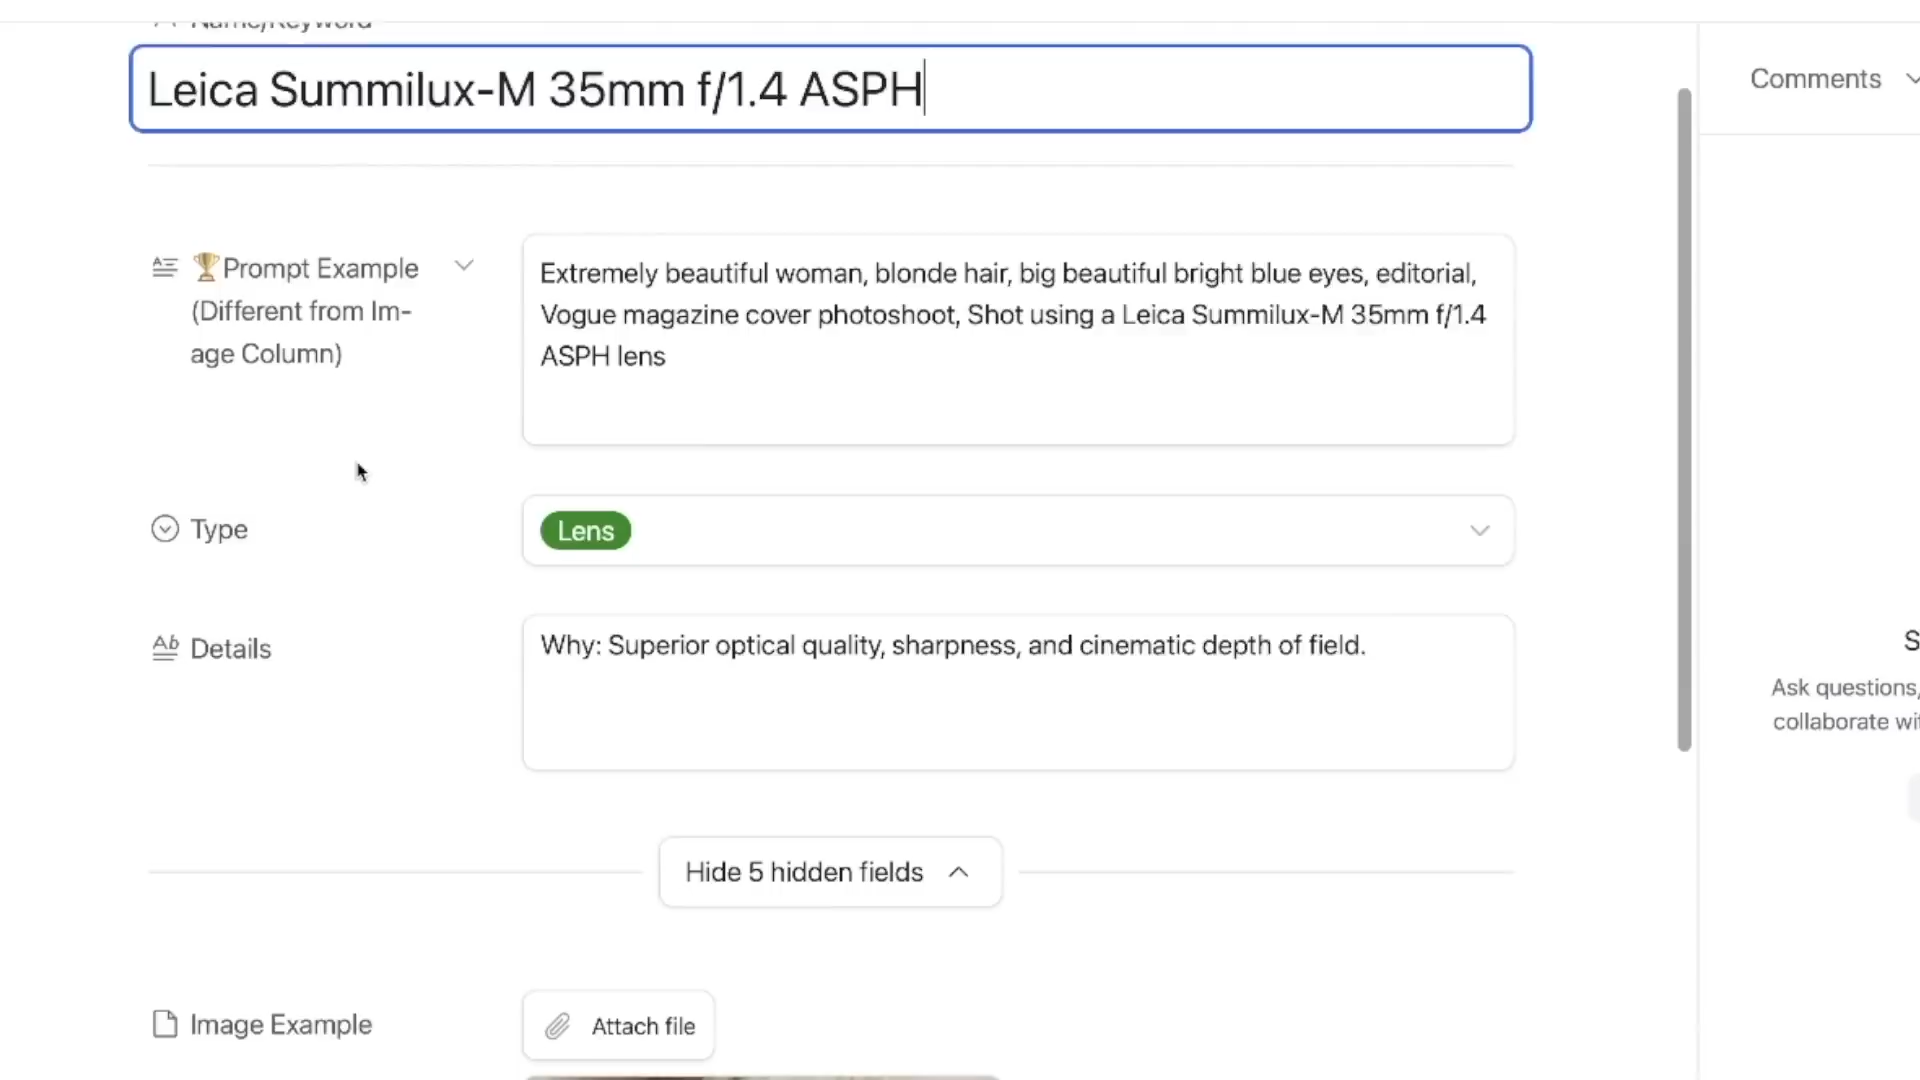 Name/Keyword
Leica Summilux-M 35mm f/1.4 ASPH
Comments
🏆Prompt Example
(Different from Im-
age Column)
Extremely beautiful woman, blonde hair, big beautiful bright blue eyes, editorial,
Vogue magazine cover photoshoot, Shot using a Leica Summilux-M 35mm f/1.4
ASPH lens
Type
Lens
Details
Why: Superior optical quality, sharpness, and cinematic depth of field.
S
Ask questions,
collaborate wi
Hide 5 hidden fields
Image Example
Attach file